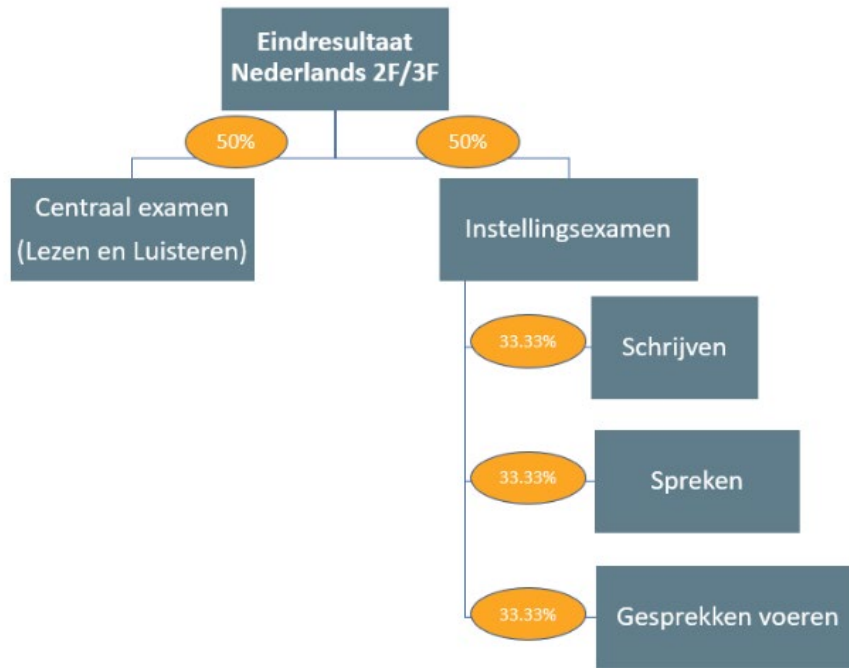 Eindresultaat
Nederlands 2F/3F
50%
50%
Centraal examen
(Lezen en Luisteren)
Instellingsexamen
33.33%
Schrijven
33.33%
Spreken
33.33%
Gesprekken voeren